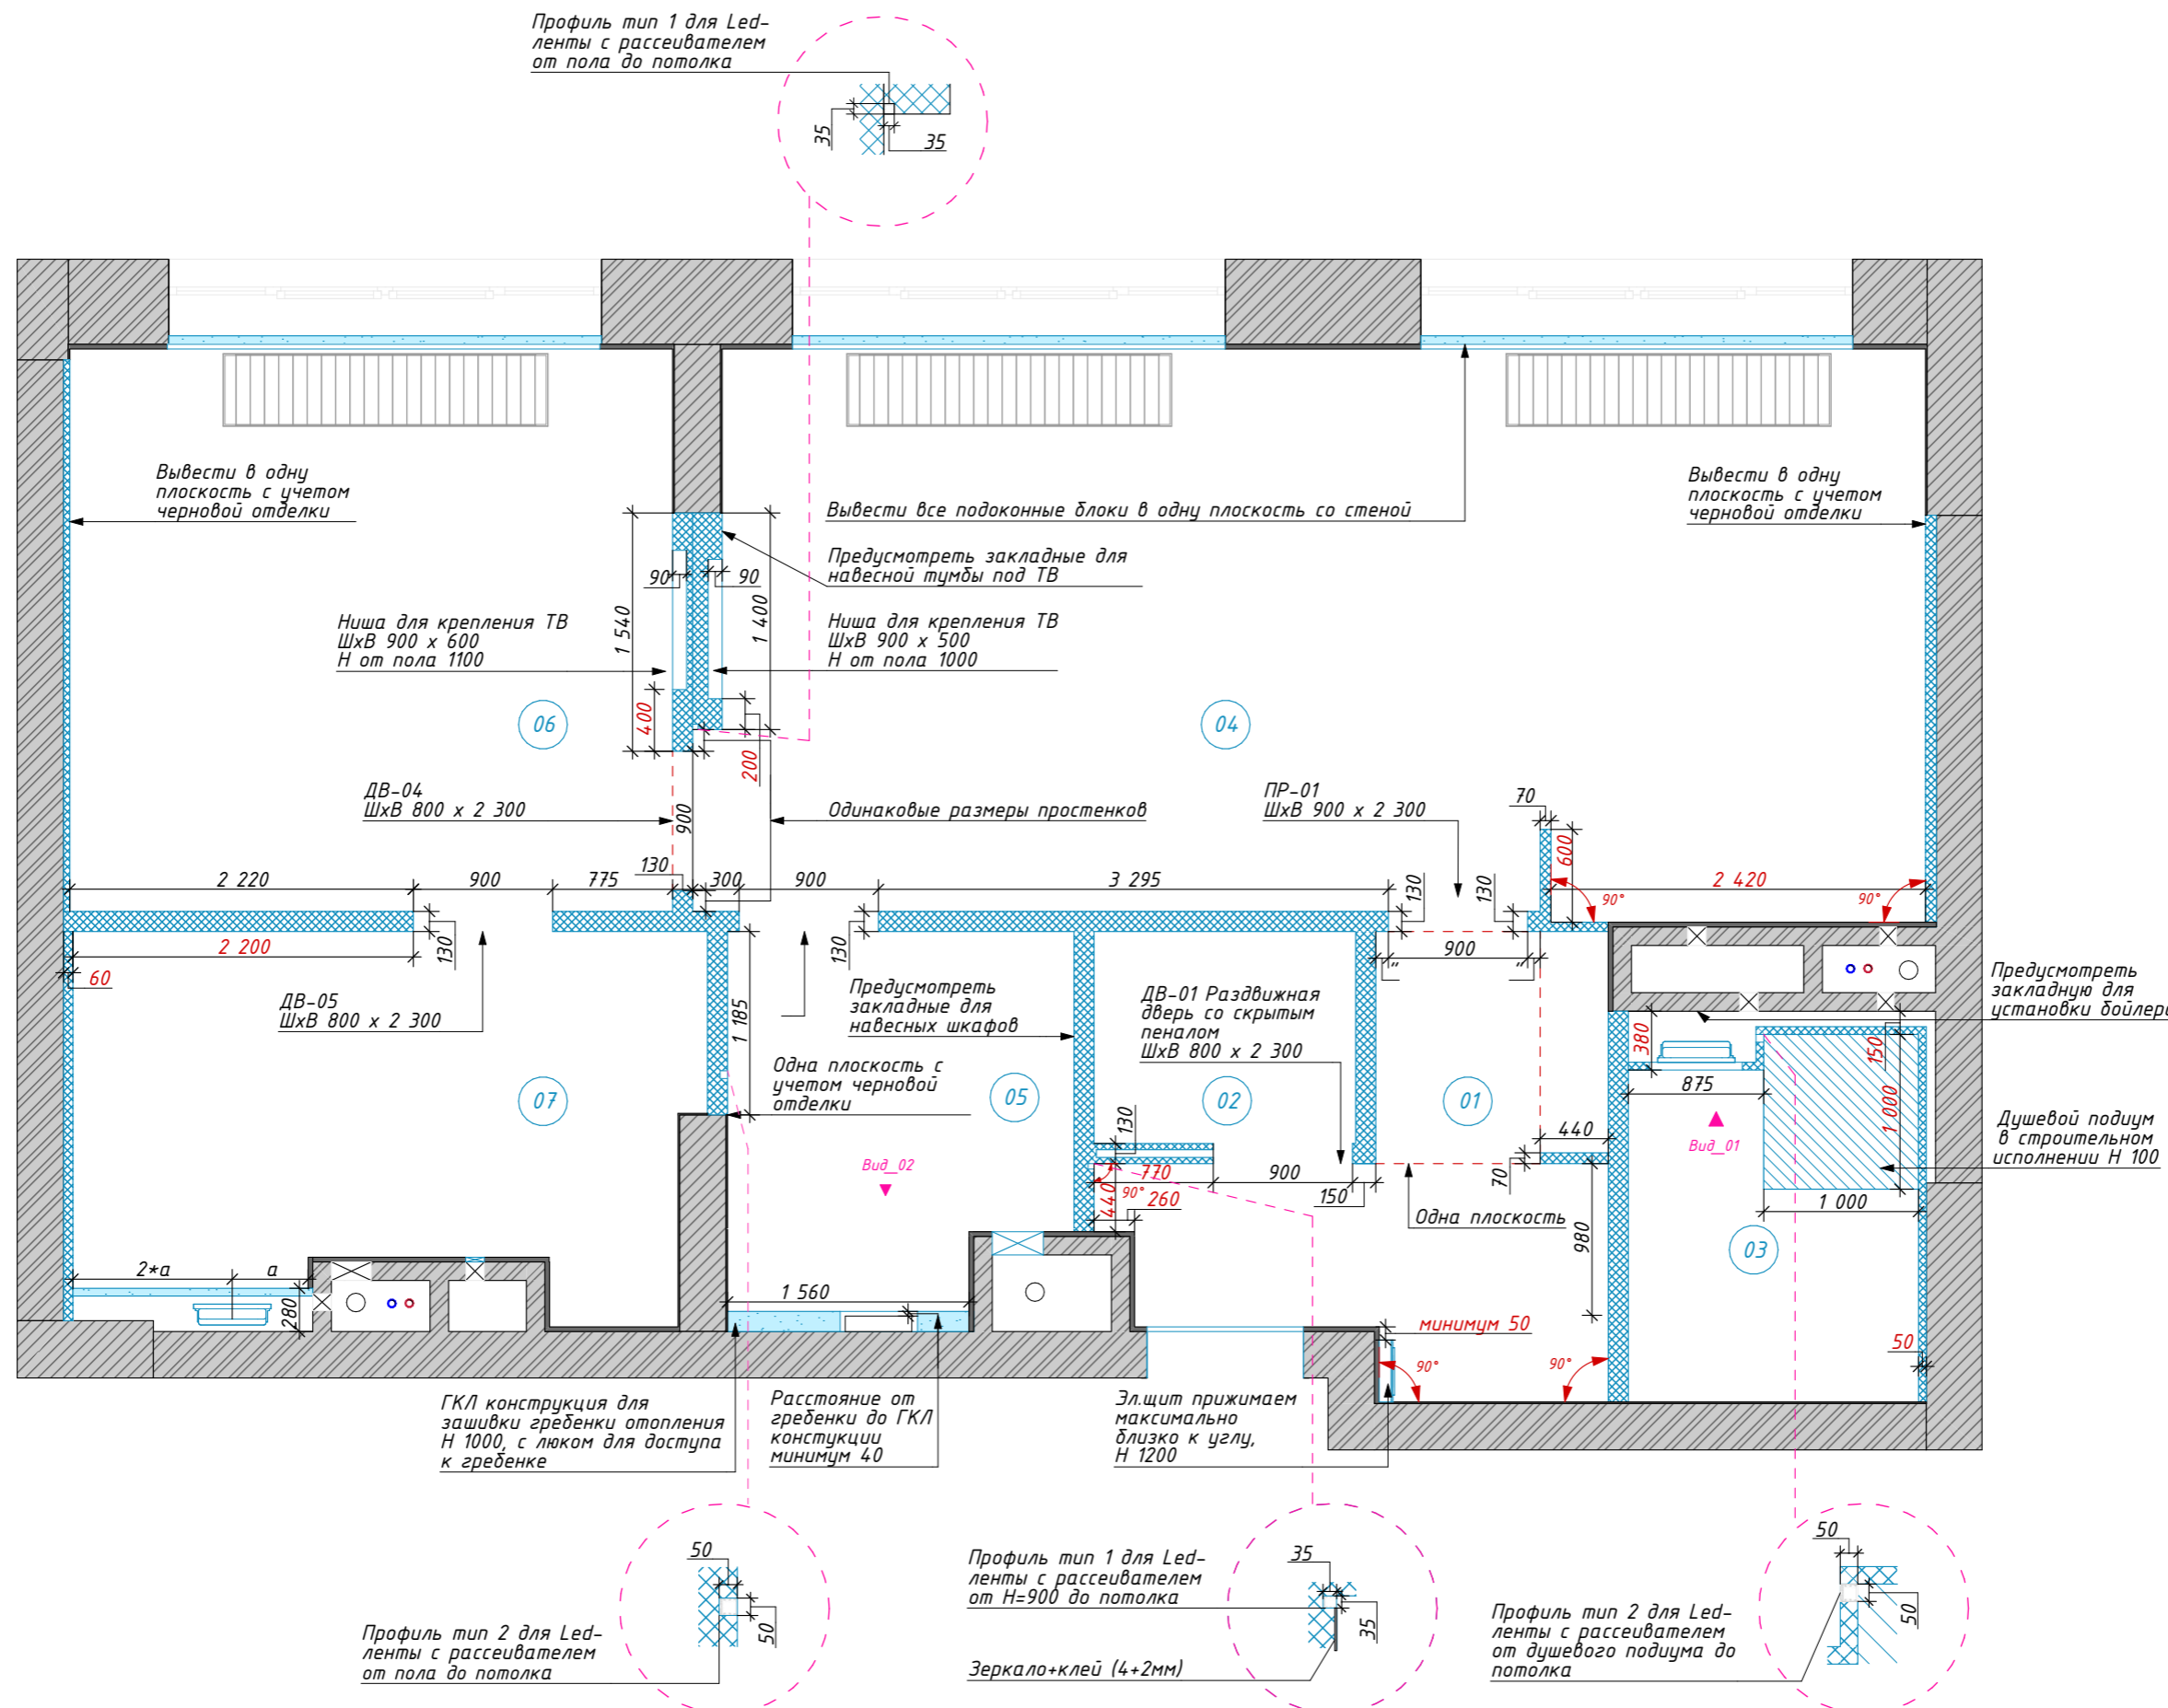 Профиль тип 1 для Led-
ленты с рассеивателем
от пола до потолка
35
35
Вывести в одну
плоскость с учетом
черновой отделки
Вывести все подоконные блоки в одну плоскость со стеной
Вывести в одну
плоскость с учетом
черновой отделки
Предусмотреть закладные для
навесной тумбы под ТВ
90
90
1 540
1 400
Ниша для крепления ТВ
ШхВ 900 х 600
Н от пола 1100
Ниша для крепления ТВ
ШхВ 900 х 500
Н от пола 1000
400
200
06
04
ДВ-04
ШхВ 800 х 2 300
900
Одинаковые размеры простенков
ПР-01
ШхВ 900 х 2 300
70
600
130
2 220
900
775
300
900
3 295
130
130
2 420
90°
90°
2 200
130
130
900
"
"
60
ДВ-05
ШхВ 800 х 2 300
1 185
Предусмотреть
закладные для
навесных шкафов
ДВ-01 Раздвижная
дверь со скрытым
пеналом
ШхВ 800 х 2 300
Предусмотреть
закладную для
установки бойлера
380
150
875
1 000
Одна плоскость с
учетом черновой
отделки
07
05
02
01
130
440
Вид_01
Душевой подиум
в строительном
исполнении Н 100
Вид_02
770
900
90°
440
260
150
70
1 000
Одна плоскость
980
03
2*а
а
280
1 560
минимум 50
90°
90°
50
ГКЛ конструкция для
зашивки гребенки отопления
Н 1000, с люком для доступа
к гребенке
Расстояние от
гребенки до ГКЛ
констукции
минимум 40
Эл.щит прижимаем
максимально
близко к углу,
Н 1200
50
50
Профиль тип 2 для Led-
ленты с рассеивателем
от пола до потолка
Профиль тип 1 для Led-
ленты с рассеивателем
от Н=900 до потолка
35
35
Зеркало+клей (4+2мм)
50
50
Профиль тип 2 для Led-
ленты с рассеивателем
от душевого подиума до
потолка